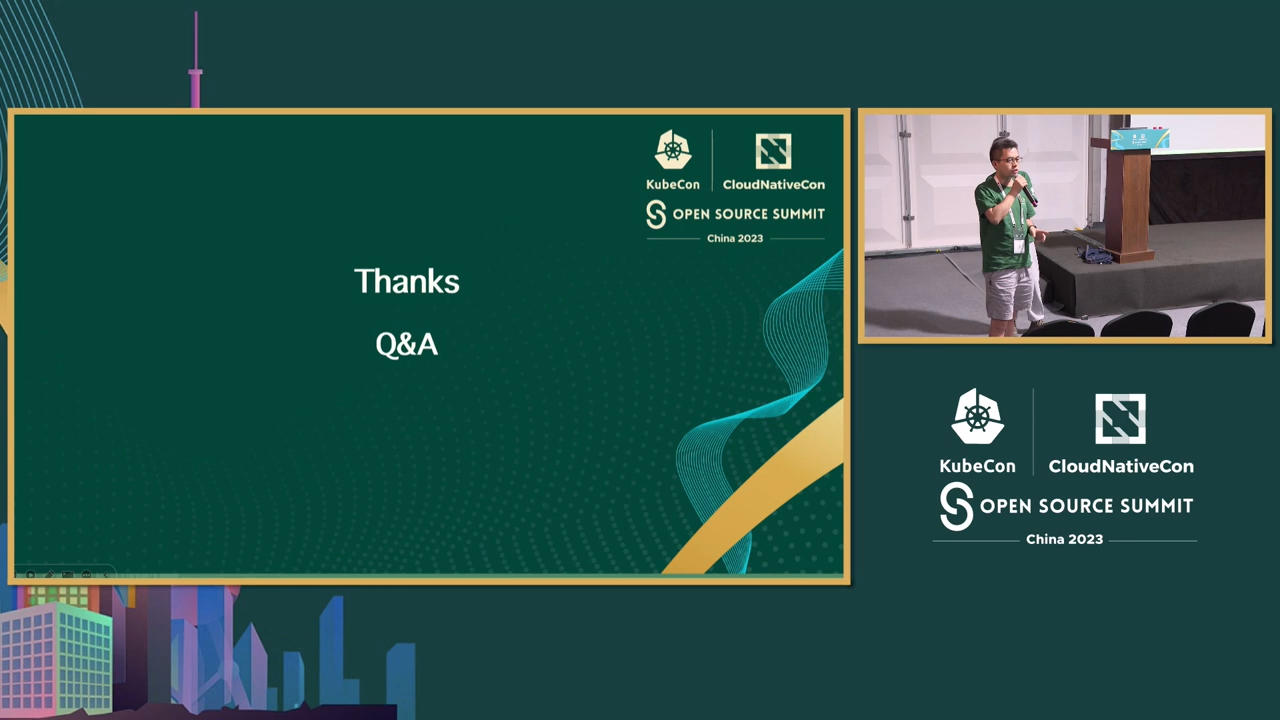 KubeCon
CloudNativeCon
OPEN SOURCE SUMMIT
China 2023
Thanks
Q&A
KubeCon
CloudNativeCon
OPEN SOURCE SUMMIT
China 2023